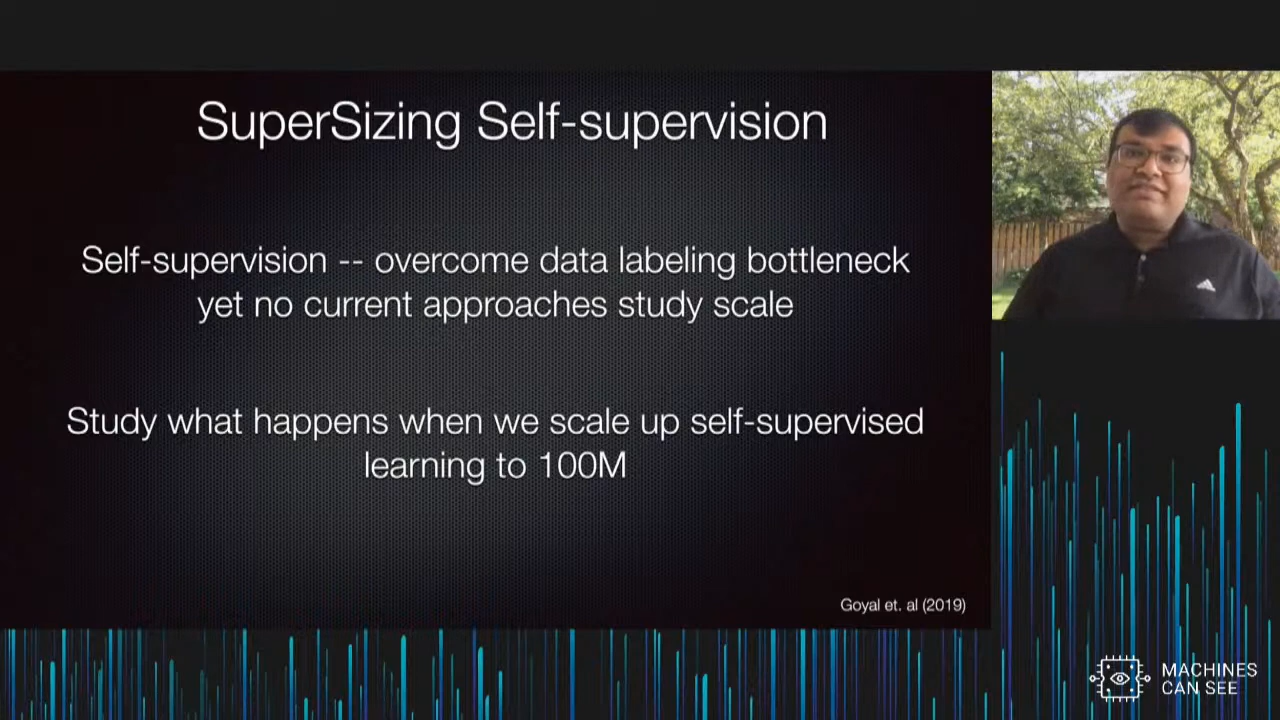 SuperSizing Self-supervision
Self-supervision -- overcome data labeling bottleneck
yet no current approaches study scale
Study what happens when we scale up self-supervised
learning to 100M
Goyal et. al (2019)
MACHINES
CAN SEE